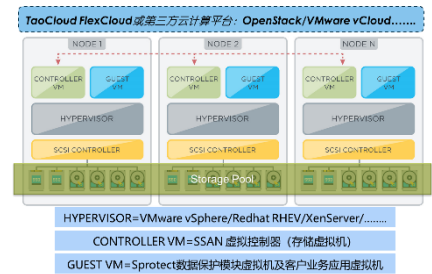 TaoCloud FlexCloud或第三方云计算平台：OpenStack/VMware vCloud.......
NODE 1
NODE 2
NODE N
CONTROLLER VM
GUEST VM
CONTROLLER VM
GUEST VM
CONTROLLER VM
GUEST VM
HYPERVISOR
HYPERVISOR
HYPERVISOR
SCSI CONTROLLER
SCSI CONTROLLER
SCSI CONTROLLER
Storage Pool
HYPERVISOR=VMware vSphere/Redhat RHEV/XenServer/........
CONTROLLER VM=SSAN 虚拟控制器（存储虚拟机）
GUEST VM=Sprotect数据保护模块虚拟机及客户业务应用虚拟机